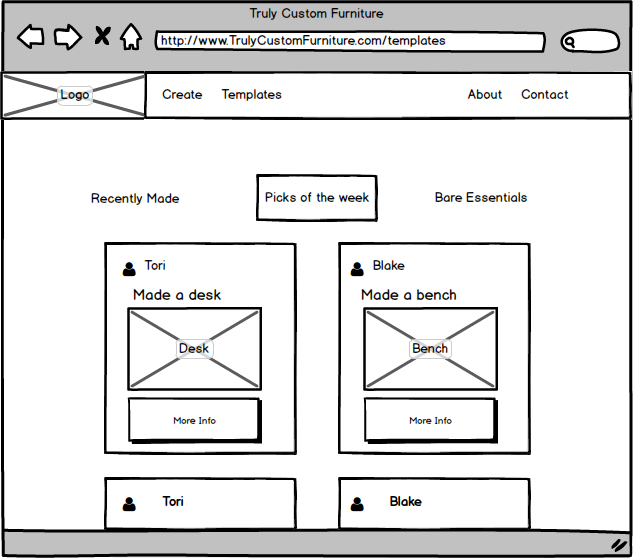 Truly Custom Furniture
http://www.TrulyCustomFurniture.com/templates
Logo Create Templates About Contact
Recently Made Picks of the week Bare Essentials
Tori
Made a desk
Desk
More Info
Blake
Made a bench
Bench
More Info
Tori
Blake